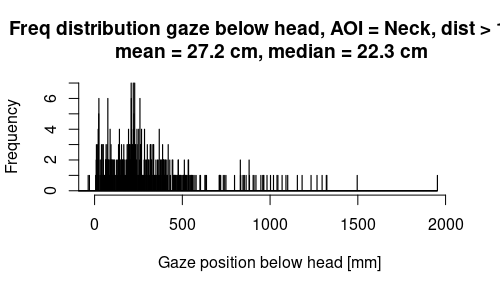 Freq distribution gaze below head, AOI = Neck, dist >
mean = 27.2 cm, median = 22.3 cm
Frequency
6
4
2
0
0 500 1000 1500 2000
Gaze position below head [mm]